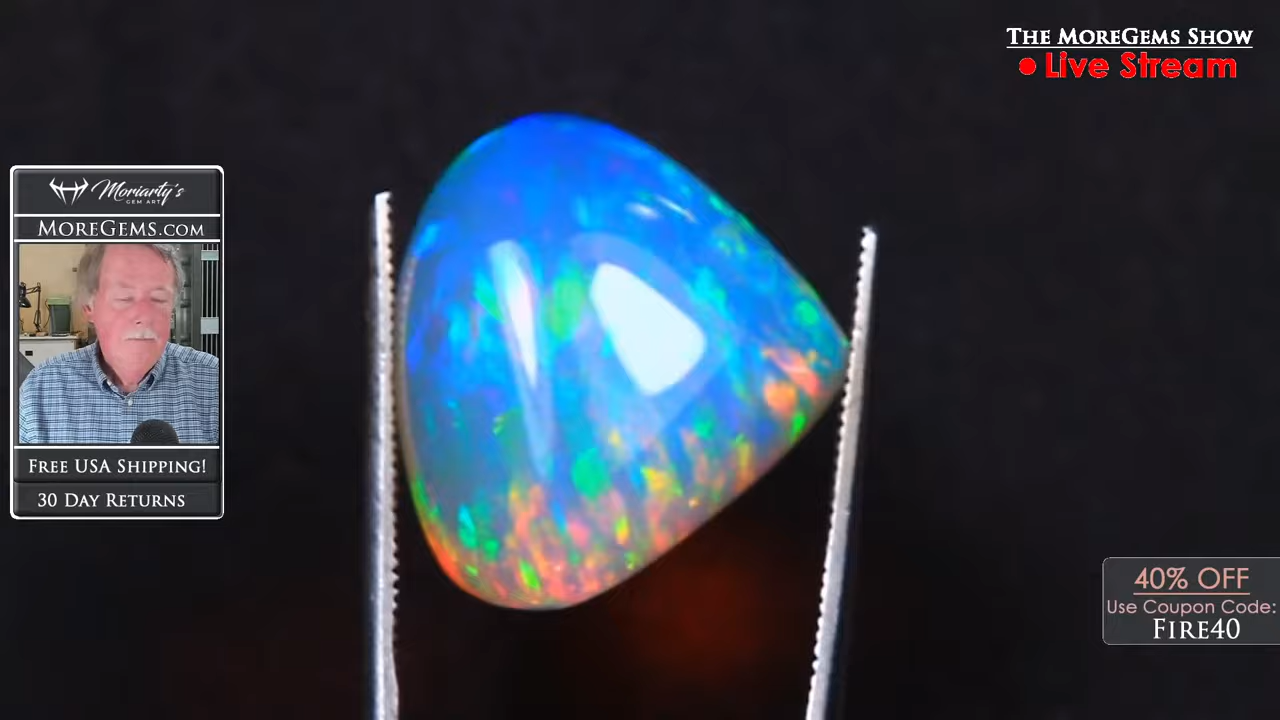 The MoreGems Show
Live Stream
Moriarty's
GEM ART
MoreGems.com
Free USA Shipping!
30 Day Returns
40% OFF
Use Coupon Code:
Fire40